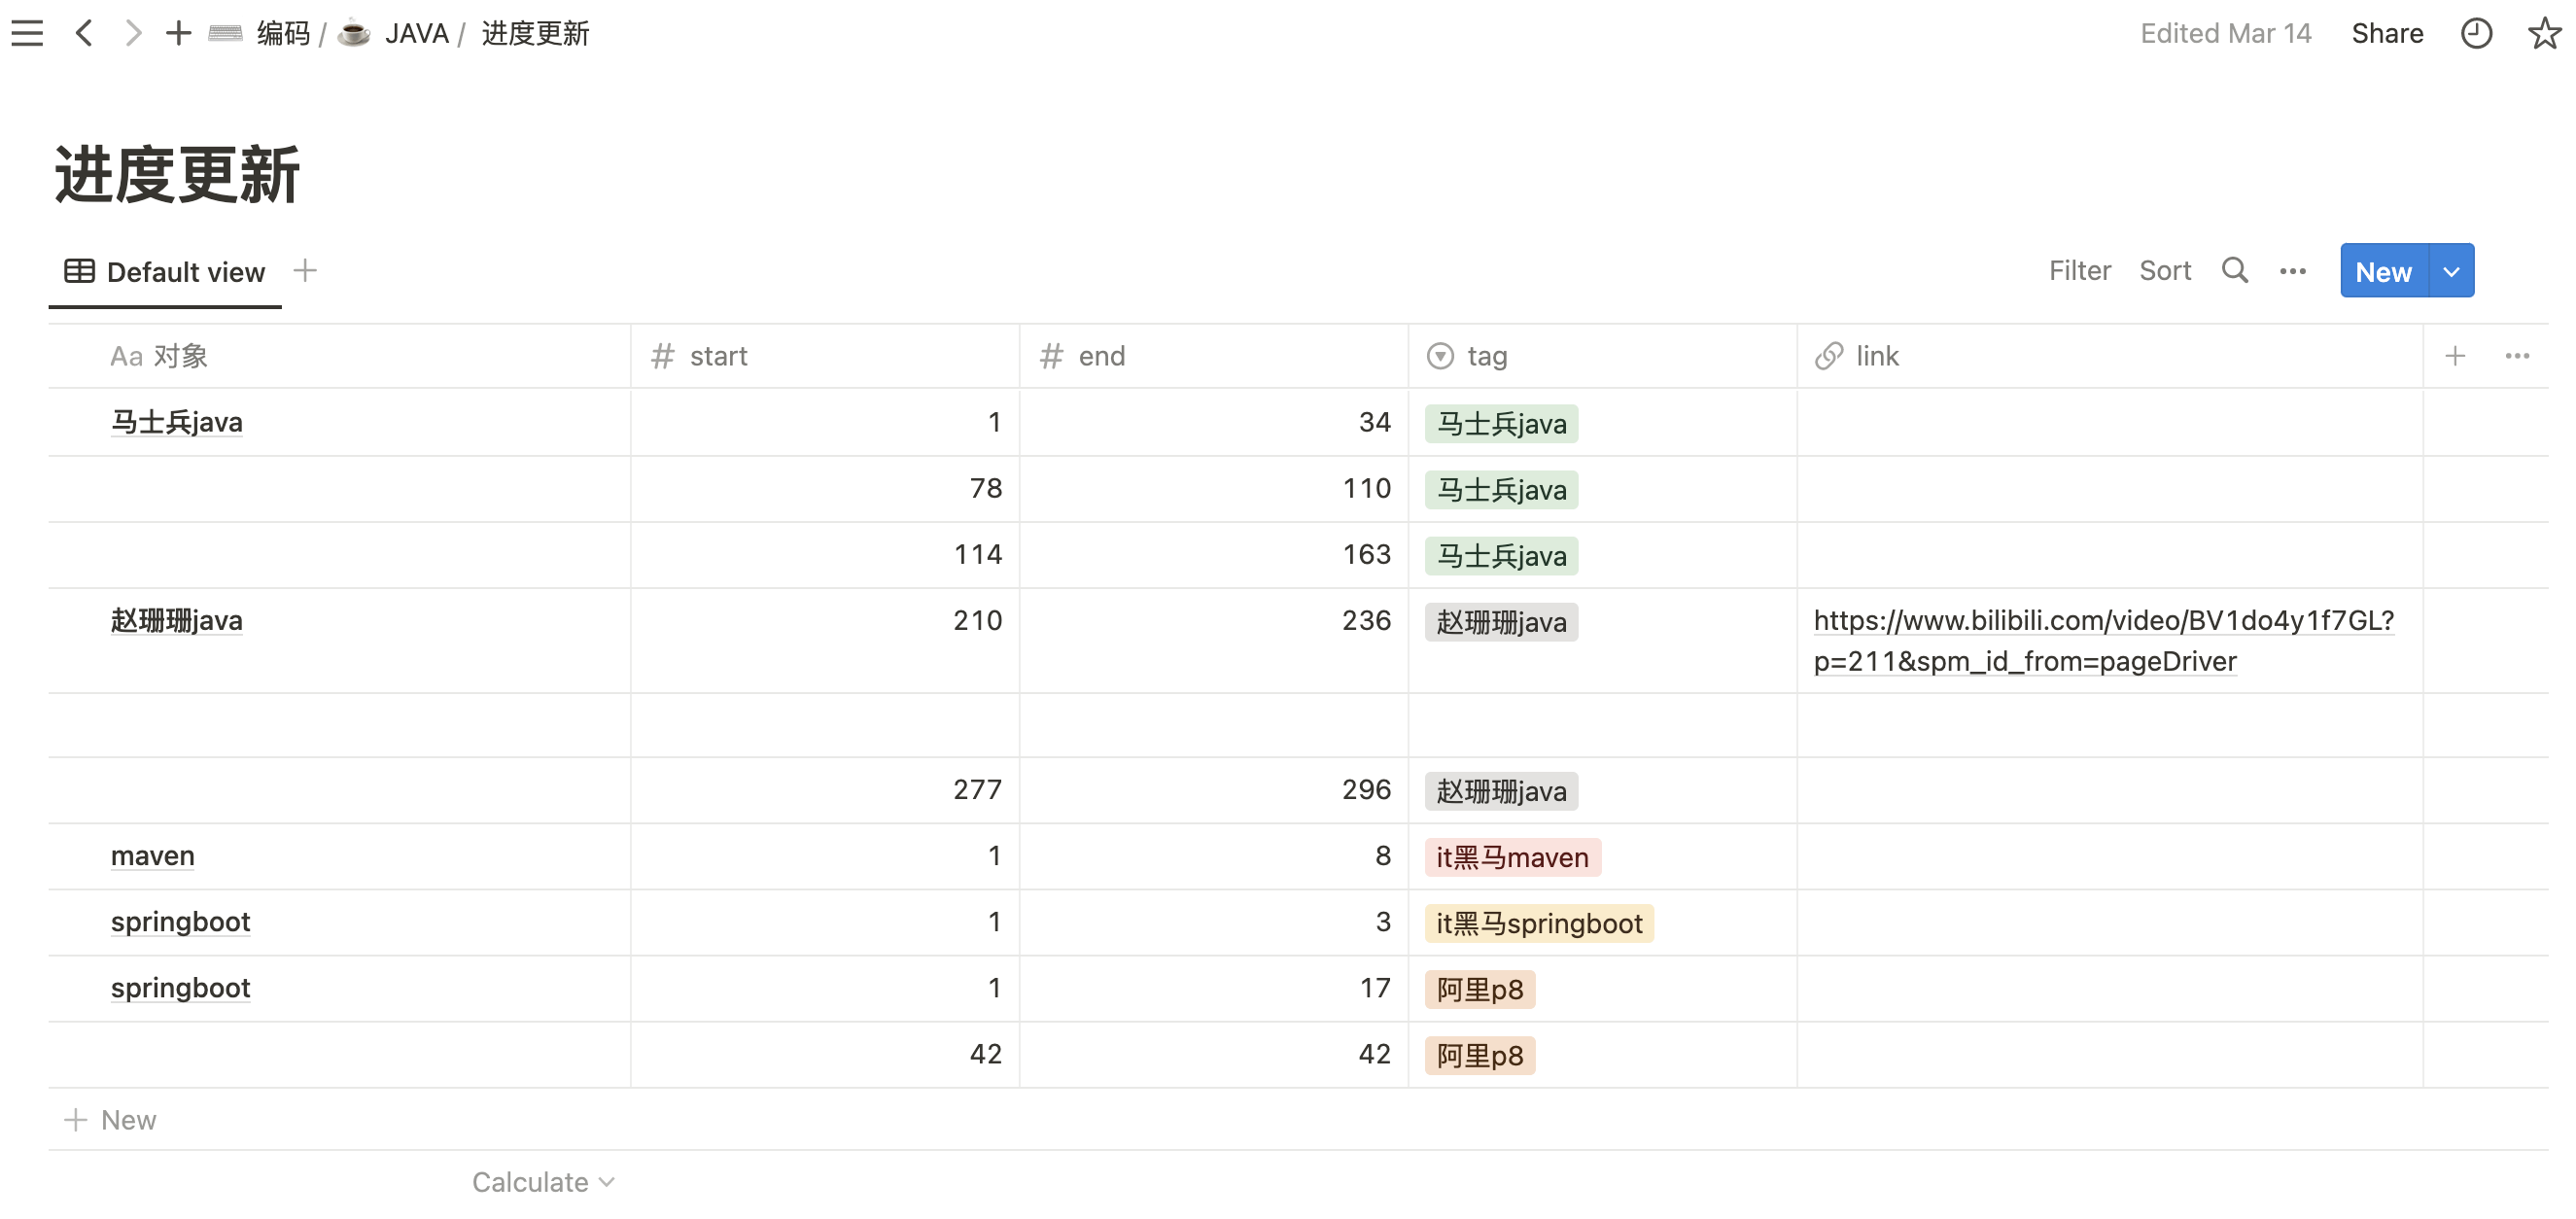 编码 / JAVA / 进度更新 Edited Mar 14 Share
进度更新
Default view Filter Sort New
Aa 对象 # start # end tag link
马士兵java 1 34 马士兵java
78 110 马士兵java
114 163 马士兵java
赵珊珊java 210 236 赵珊珊java https://www.bilibili.com/video/BV1do4y1f7GL?
p=211&spm_id_from=pageDriver
277 296 赵珊珊java
maven 1 8 it黑马maven
springboot 1 3 it黑马springboot
springboot 1 17 阿里p8
42 42 阿里p8
New
Calculate